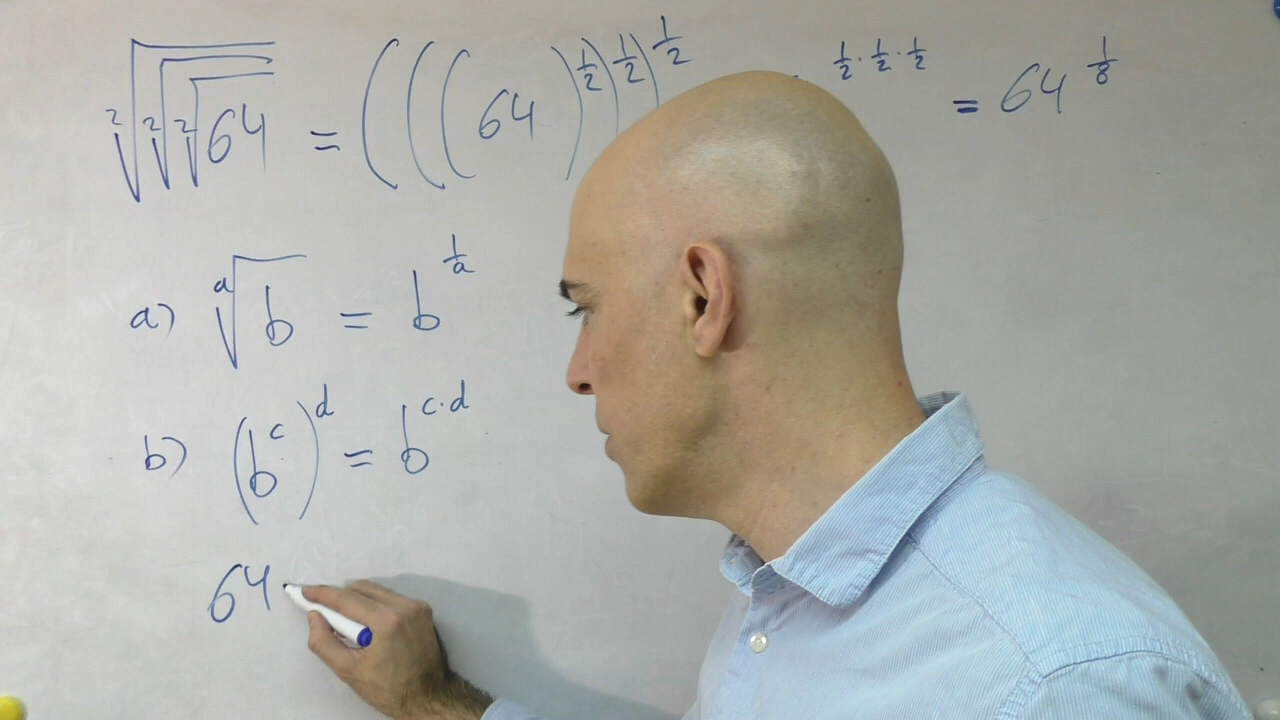 ²√²√²√64 = (((64)^½)^½)^½ ½·½·½ = 64^⅛
a) ᵃ√b = b^(1/a)
b) (b^c)^d = b^(c·d)
64